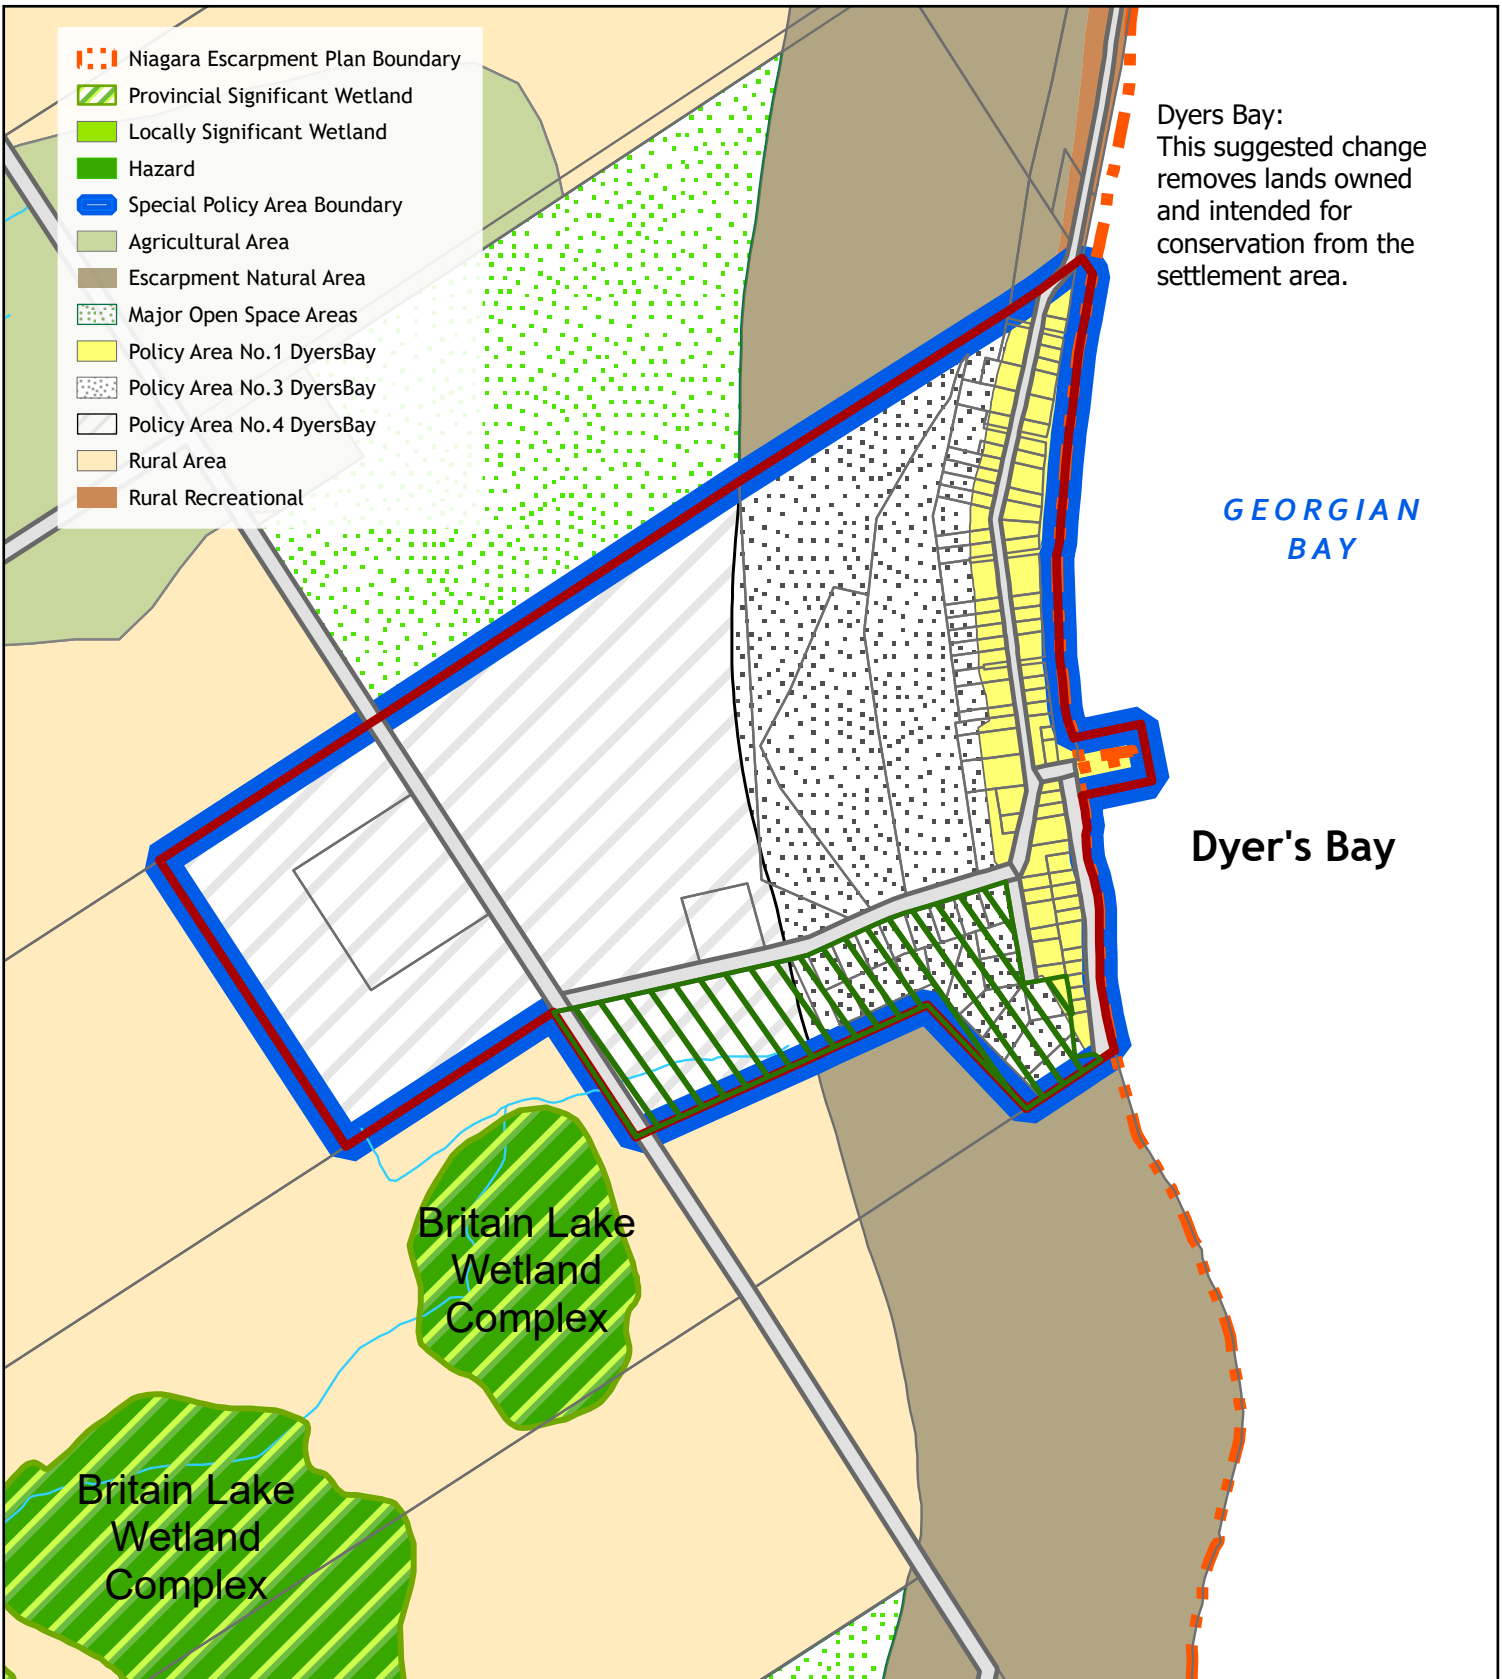 Niagara Escarpment Plan Boundary
Provincial Significant Wetland
Locally Significant Wetland
Hazard
Special Policy Area Boundary
Agricultural Area
Escarpment Natural Area
Major Open Space Areas
Policy Area No.1 DyersBay
Policy Area No.3 DyersBay
Policy Area No.4 DyersBay
Rural Area
Rural Recreational
Dyers Bay:
This suggested change
removes lands owned
and intended for
conservation from the
settlement area.
GEORGIAN
BAY
Dyer's Bay
Britain Lake
Wetland
Complex
Britain Lake
Wetland
Complex